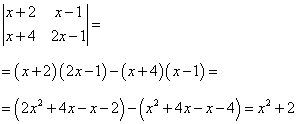 |x+2 x−1|
|x+4 2x−1| =
= (x+2)(2x−1)−(x+4)(x−1) =
= (2x²+4x−x−2)−(x²+4x−x−4) = x²+2